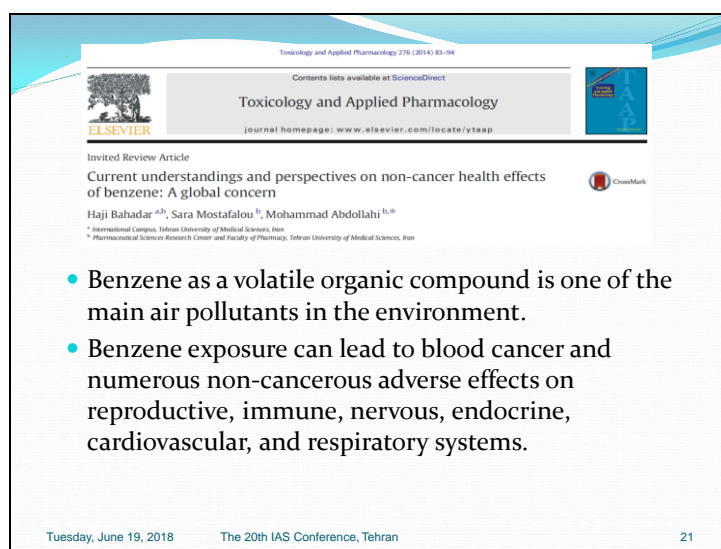 Toxicology and Applied Pharmacology 276 (2014) 83–94
Contents lists available at ScienceDirect
Toxicology and Applied Pharmacology
journal homepage: www.elsevier.com/locate/ytaap
ELSEVIER
TAAP
Invited Review Article
Current understandings and perspectives on non-cancer health effects
of benzene: A global concern
CrossMark
Haji Bahadar a,b, Sara Mostafalou b, Mohammad Abdollahi b,*
a International Campus, Tehran University of Medical Sciences, Iran
b Pharmaceutical Sciences Research Center and Faculty of Pharmacy, Tehran University of Medical Sciences, Iran
• Benzene as a volatile organic compound is one of the
main air pollutants in the environment.
• Benzene exposure can lead to blood cancer and
numerous non-cancerous adverse effects on
reproductive, immune, nervous, endocrine,
cardiovascular, and respiratory systems.
Tuesday, June 19, 2018
The 20th IAS Conference, Tehran
21